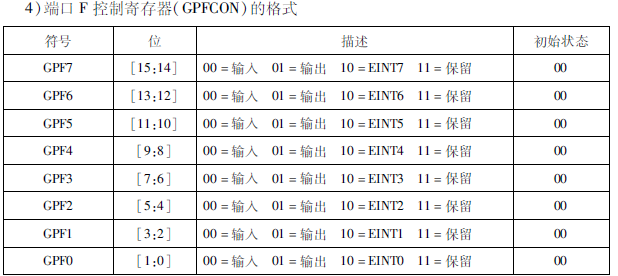 4)端口 F 控制寄存器(GPFCON)的格式
符号 位 描述 初始状态
GPF7 [15:14] 00=输入 01=输出 10=EINT7 11=保留 00
GPF6 [13:12] 00=输入 01=输出 10=EINT6 11=保留 00
GPF5 [11:10] 00=输入 01=输出 10=EINT5 11=保留 00
GPF4 [9:8] 00=输入 01=输出 10=EINT4 11=保留 00
GPF3 [7:6] 00=输入 01=输出 10=EINT3 11=保留 00
GPF2 [5:4] 00=输入 01=输出 10=EINT2 11=保留 00
GPF1 [3:2] 00=输入 01=输出 10=EINT1 11=保留 00
GPF0 [1:0] 00=输入 01=输出 10=EINT0 11=保留 00